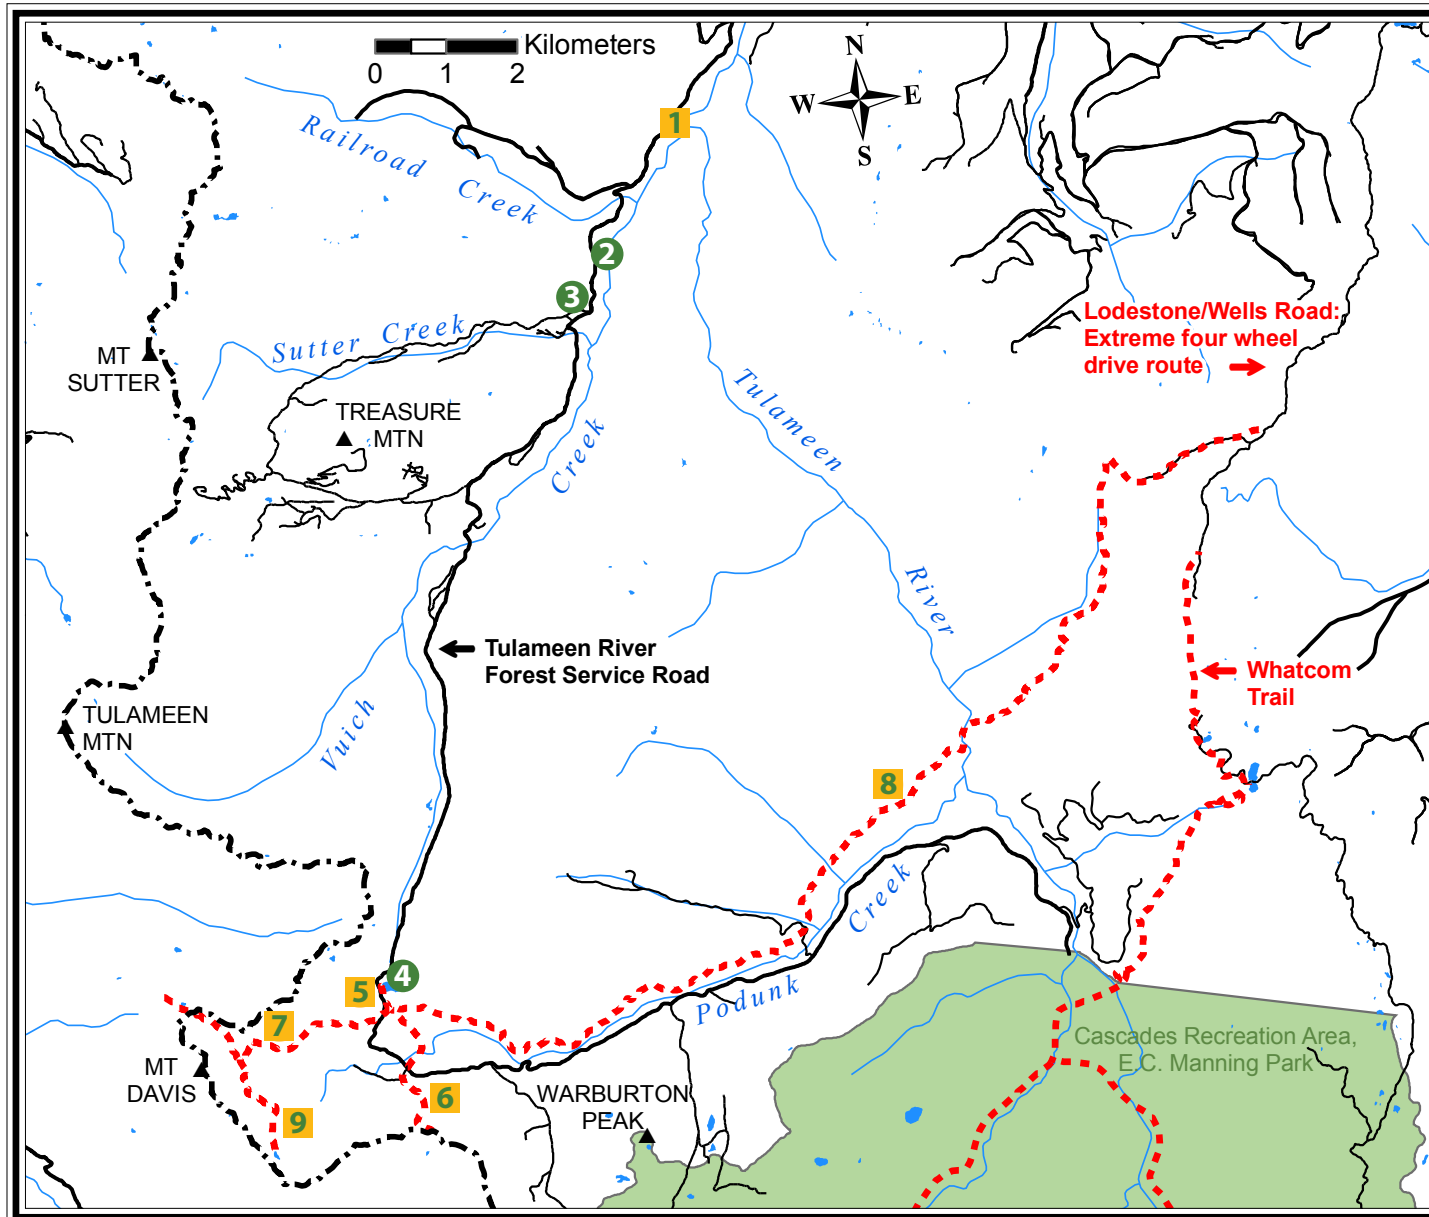 Kilometers
0 1 2
N
W E
S
1
Railroad Creek
2
3
Lodestone/Wells Road:
Extreme four wheel
drive route
Sutter Creek
MT
SUTTER
TREASURE
MTN
Tulameen
River
Creek
Vuich
Tulameen River
Forest Service Road
Whatcom
Trail
TULAMEEN
MTN
8
Creek
Podunk
4
5
7
MT
DAVIS
6
9
WARBURTON
PEAK
Cascades Recreation Area,
E.C. Manning Park